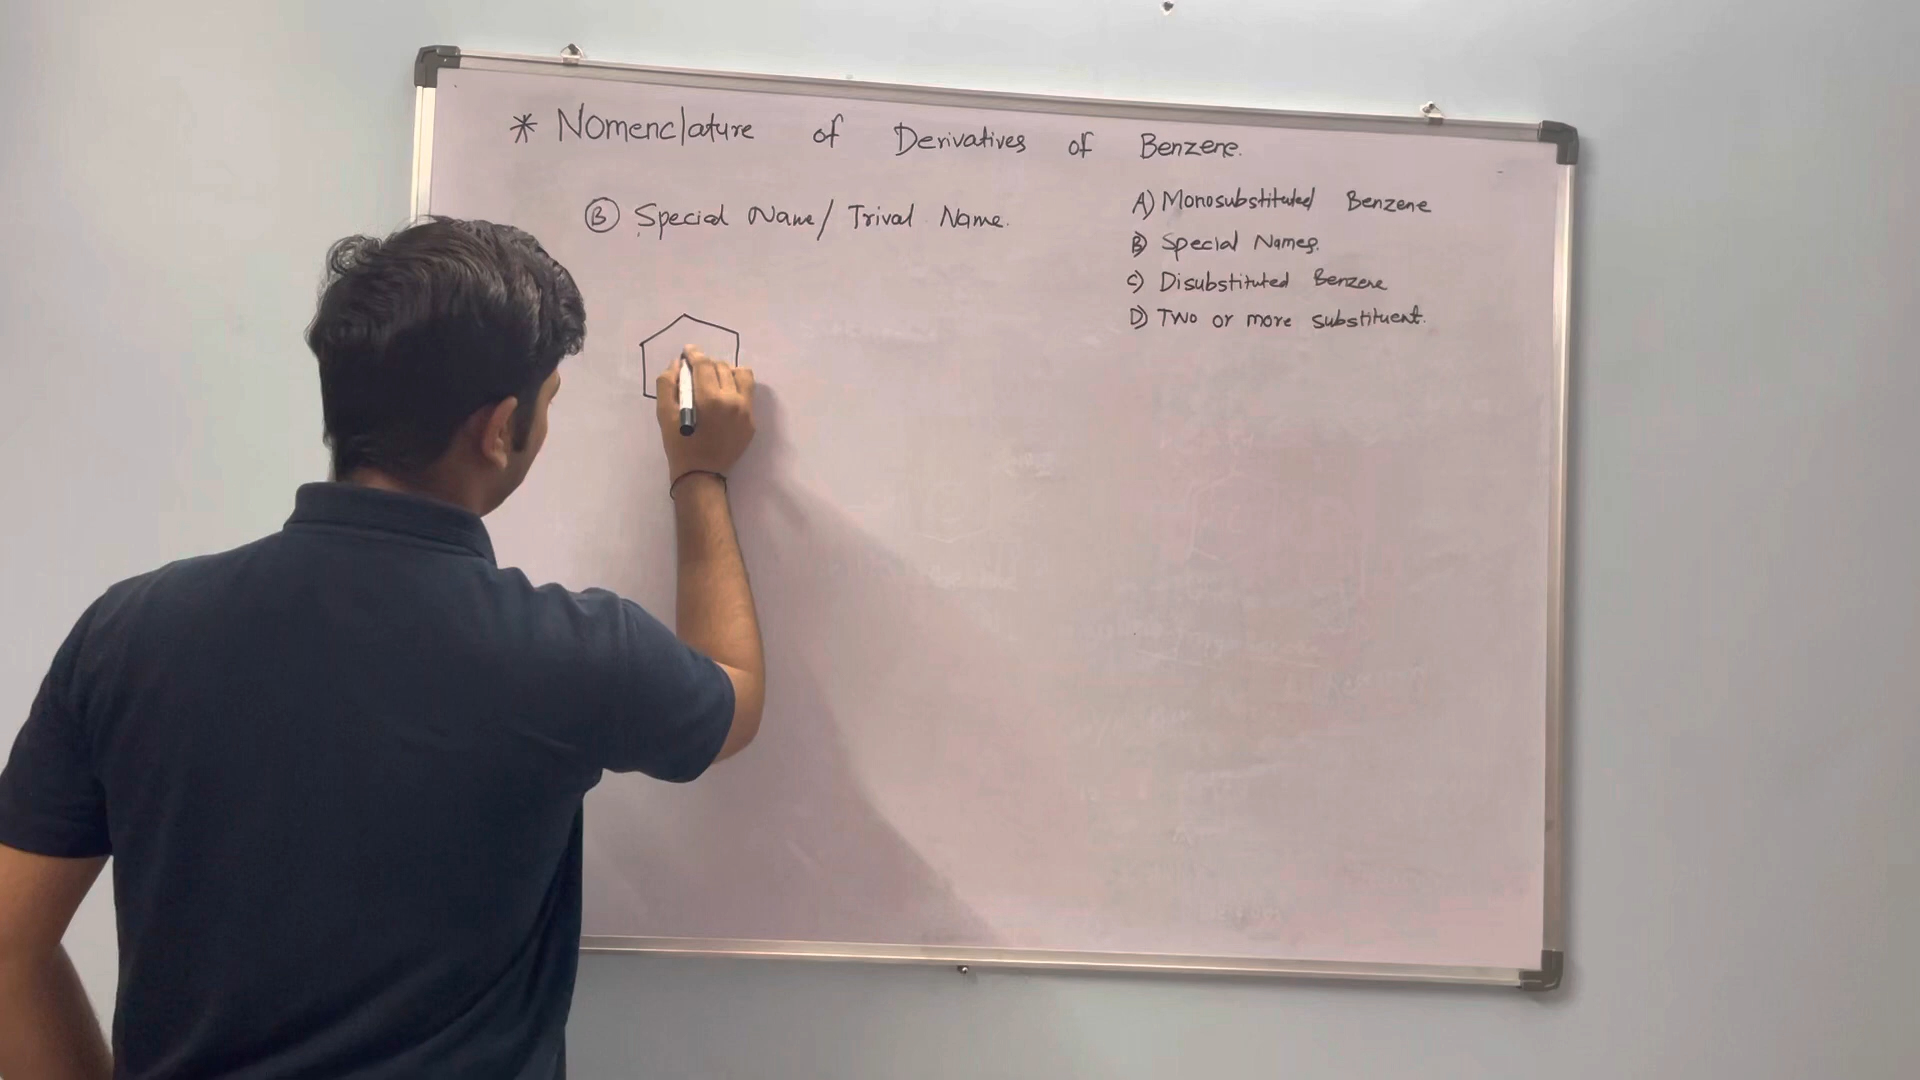 * Nomenclature of Derivatives of Benzene.
Ⓑ Special Name/ Trival Name.
A) Monosubstituted Benzene
B) Special Names.
C) Disubstituted Benzene
D) Two or more substituent.